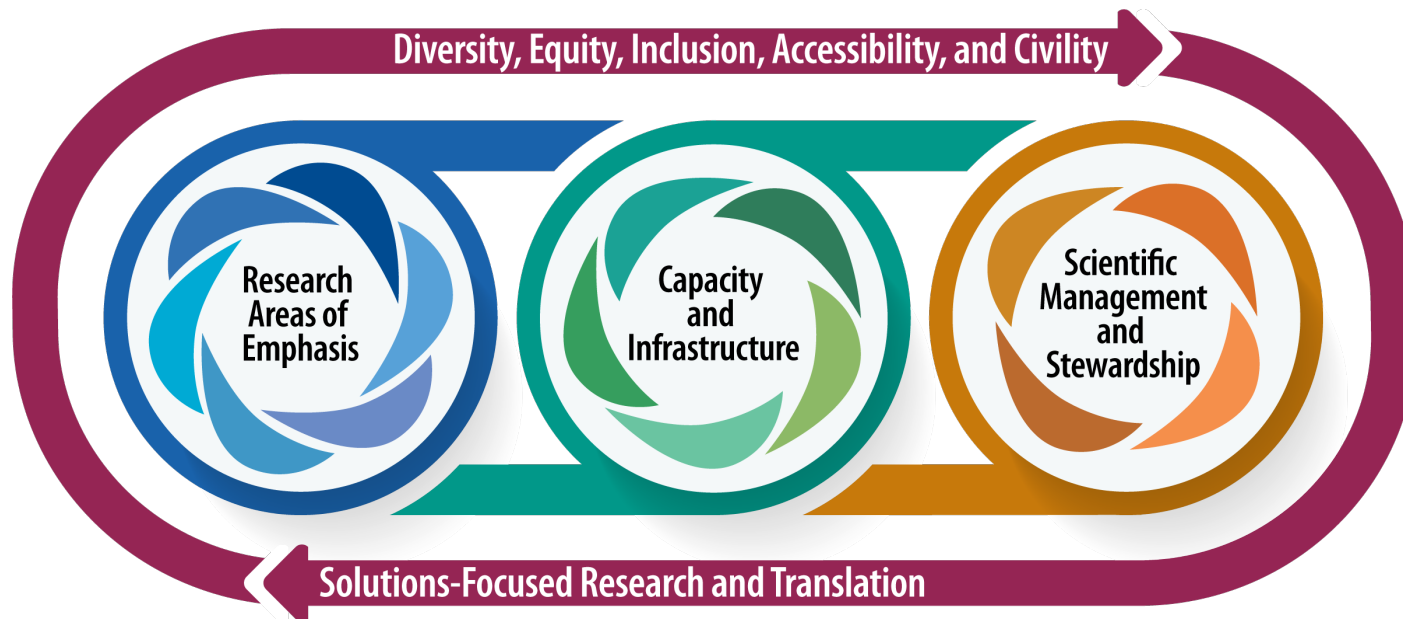 Diversity, Equity, Inclusion, Accessibility, and Civility
Research
Areas of
Emphasis
Capacity
and
Infrastructure
Scientific
Management
and
Stewardship
Solutions-Focused Research and Translation